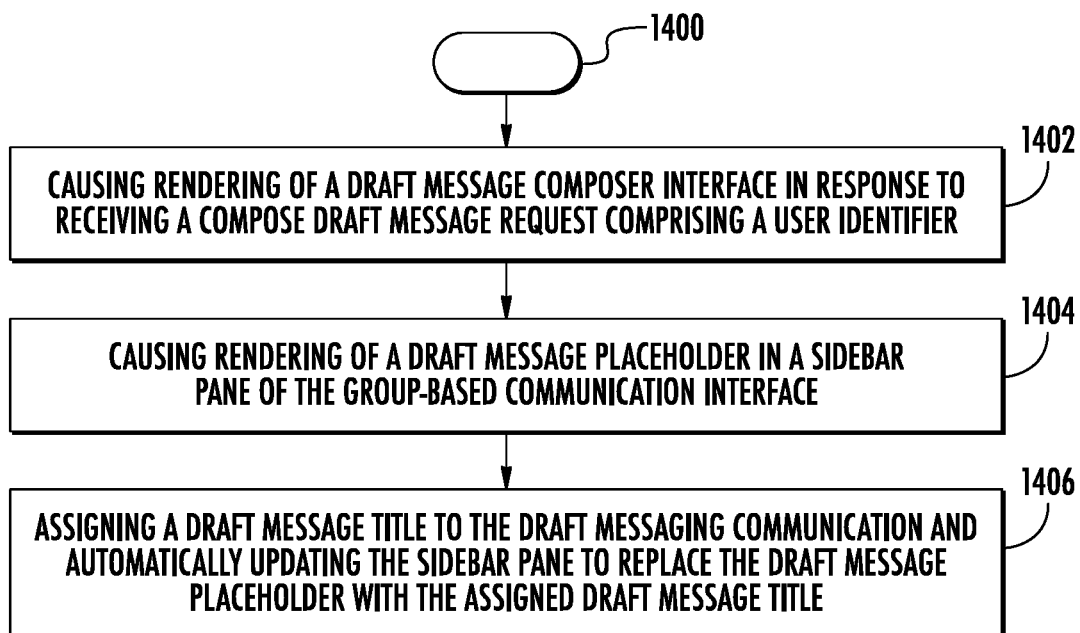 1400
1402
CAUSING RENDERING OF A DRAFT MESSAGE COMPOSER INTERFACE IN RESPONSE TO
RECEIVING A COMPOSE DRAFT MESSAGE REQUEST COMPRISING A USER IDENTIFIER
1404
CAUSING RENDERING OF A DRAFT MESSAGE PLACEHOLDER IN A SIDEBAR
PANE OF THE GROUP-BASED COMMUNICATION INTERFACE
1406
ASSIGNING A DRAFT MESSAGE TITLE TO THE DRAFT MESSAGING COMMUNICATION AND
AUTOMATICALLY UPDATING THE SIDEBAR PANE TO REPLACE THE DRAFT MESSAGE
PLACEHOLDER WITH THE ASSIGNED DRAFT MESSAGE TITLE